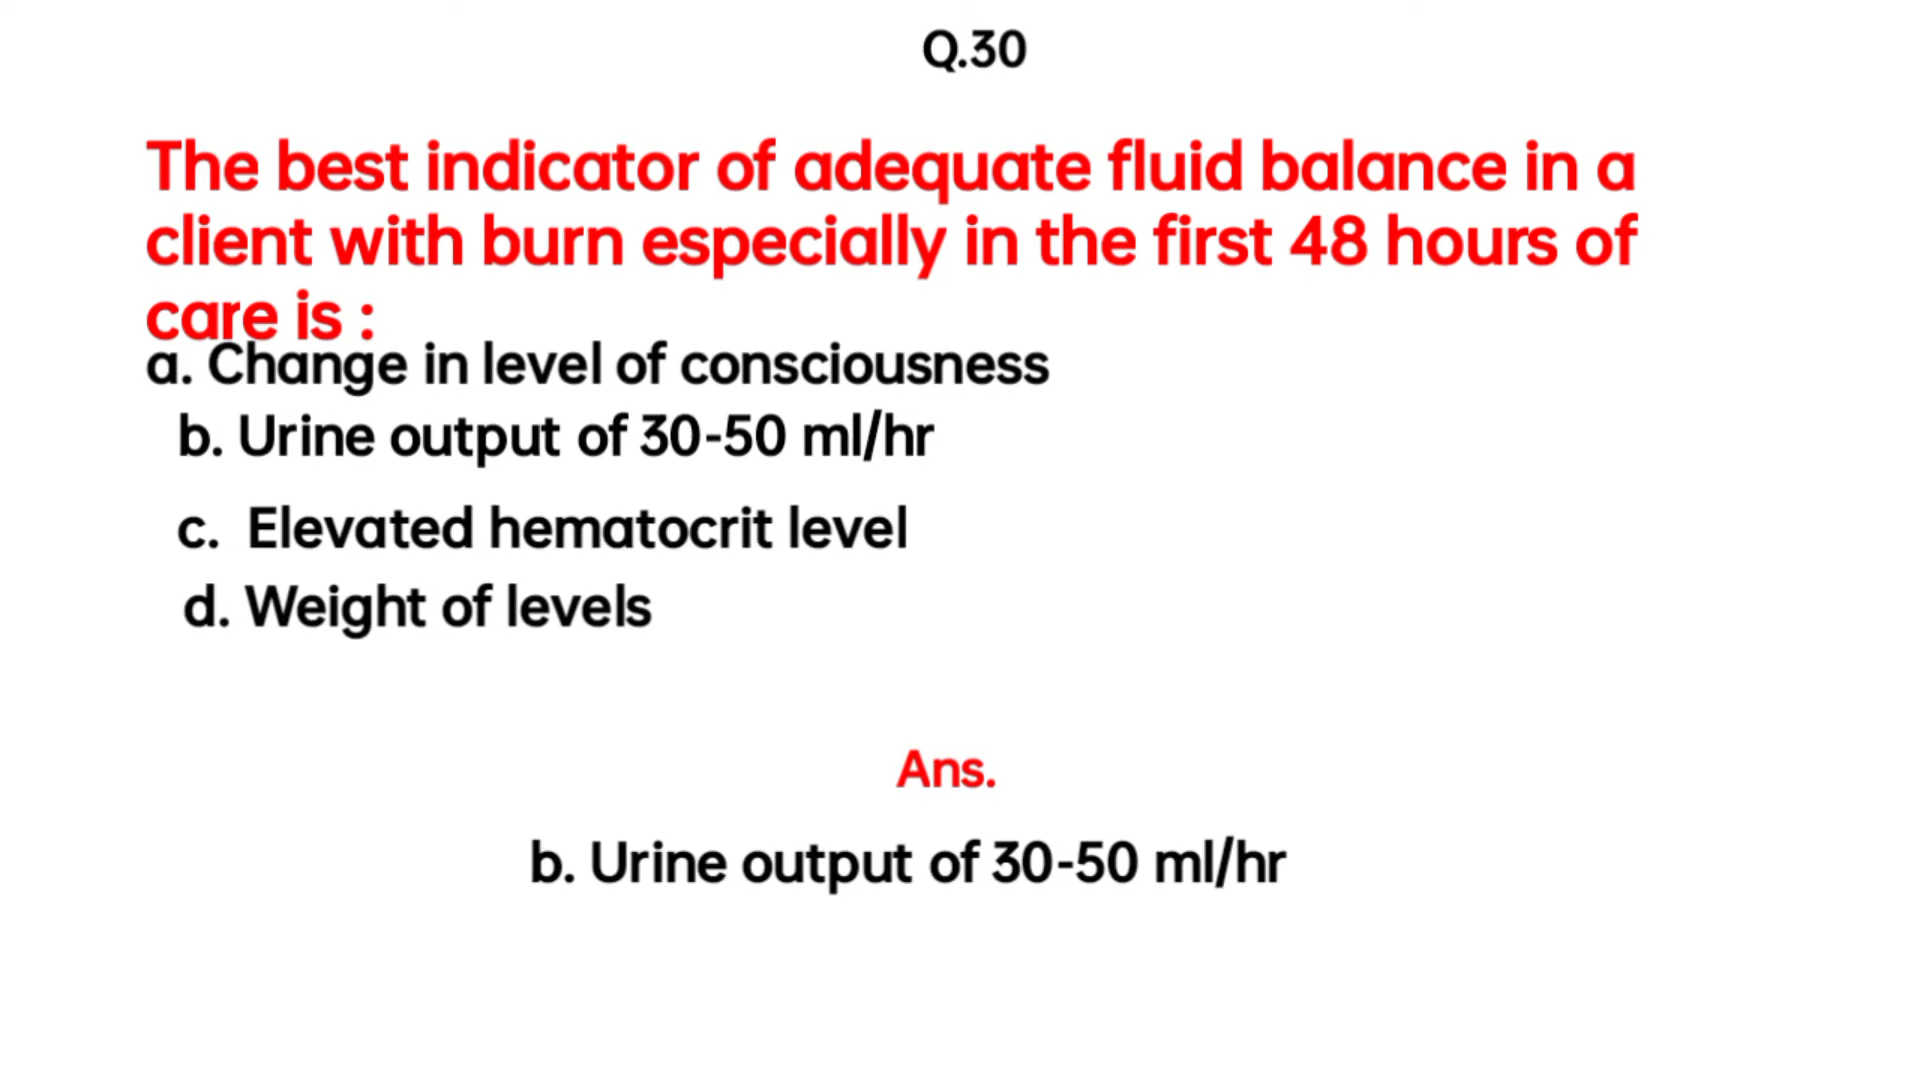 Q.30
The best indicator of adequate fluid balance in a
client with burn especially in the first 48 hours of
care is :
a. Change in level of consciousness
b. Urine output of 30-50 ml/hr
c. Elevated hematocrit level
d. Weight of levels
Ans.
b. Urine output of 30-50 ml/hr